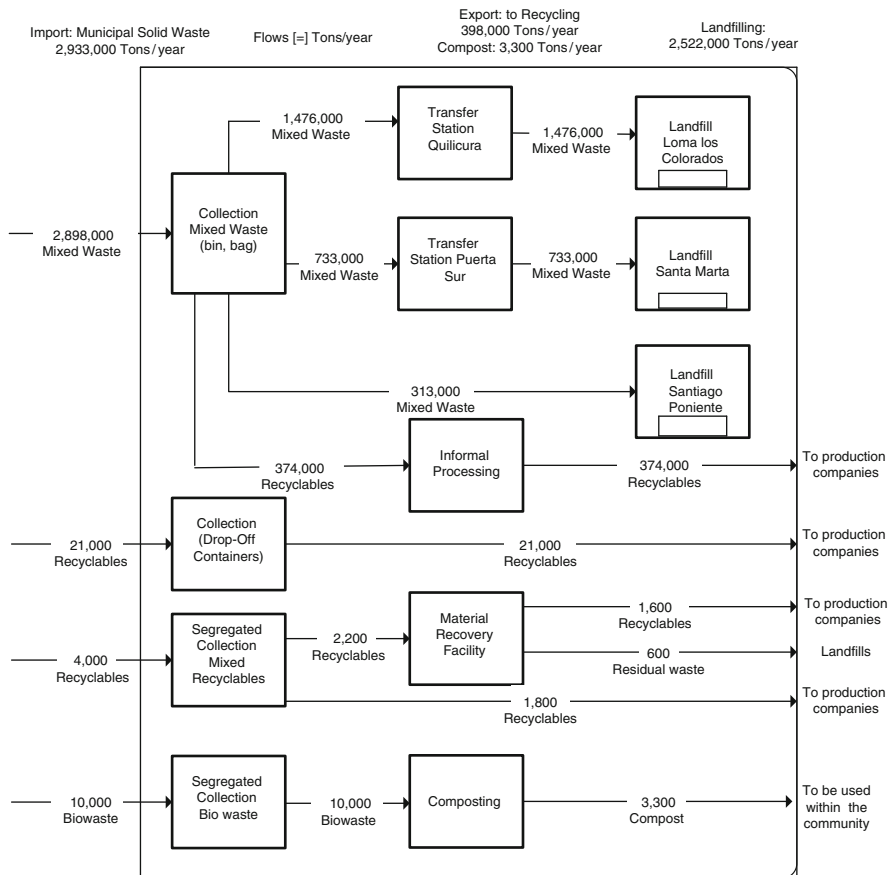 Import: Municipal Solid Waste
2,933,000 Tons/year
Flows [=] Tons/year
Export: to Recycling
398,000 Tons/year
Compost: 3,300 Tons/year
Landfilling:
2,522,000 Tons/year
1,476,000
Mixed Waste
Transfer
Station
Quilicura
1,476,000
Mixed Waste
Landfill
Loma los
Colorados
2,898,000
Mixed Waste
Collection
Mixed Waste
(bin, bag)
733,000
Mixed Waste
Transfer
Station Puerta
Sur
733,000
Mixed Waste
Landfill
Santa Marta
313,000
Mixed Waste
Landfill
Santiago
Poniente
374,000
Recyclables
Informal
Processing
374,000
Recyclables
To production
companies
21,000
Recyclables
Collection
(Drop-Off
Containers)
21,000
Recyclables
To production
companies
4,000
Recyclables
Segregated
Collection
Mixed
Recyclables
2,200
Recyclables
Material
Recovery
Facility
1,600
Recyclables
To production
companies
600
Residual waste
Landfills
1,800
Recyclables
To production
companies
10,000
Biowaste
Segregated
Collection
Bio waste
10,000
Biowaste
Composting
3,300
Compost
To be used
within the
community